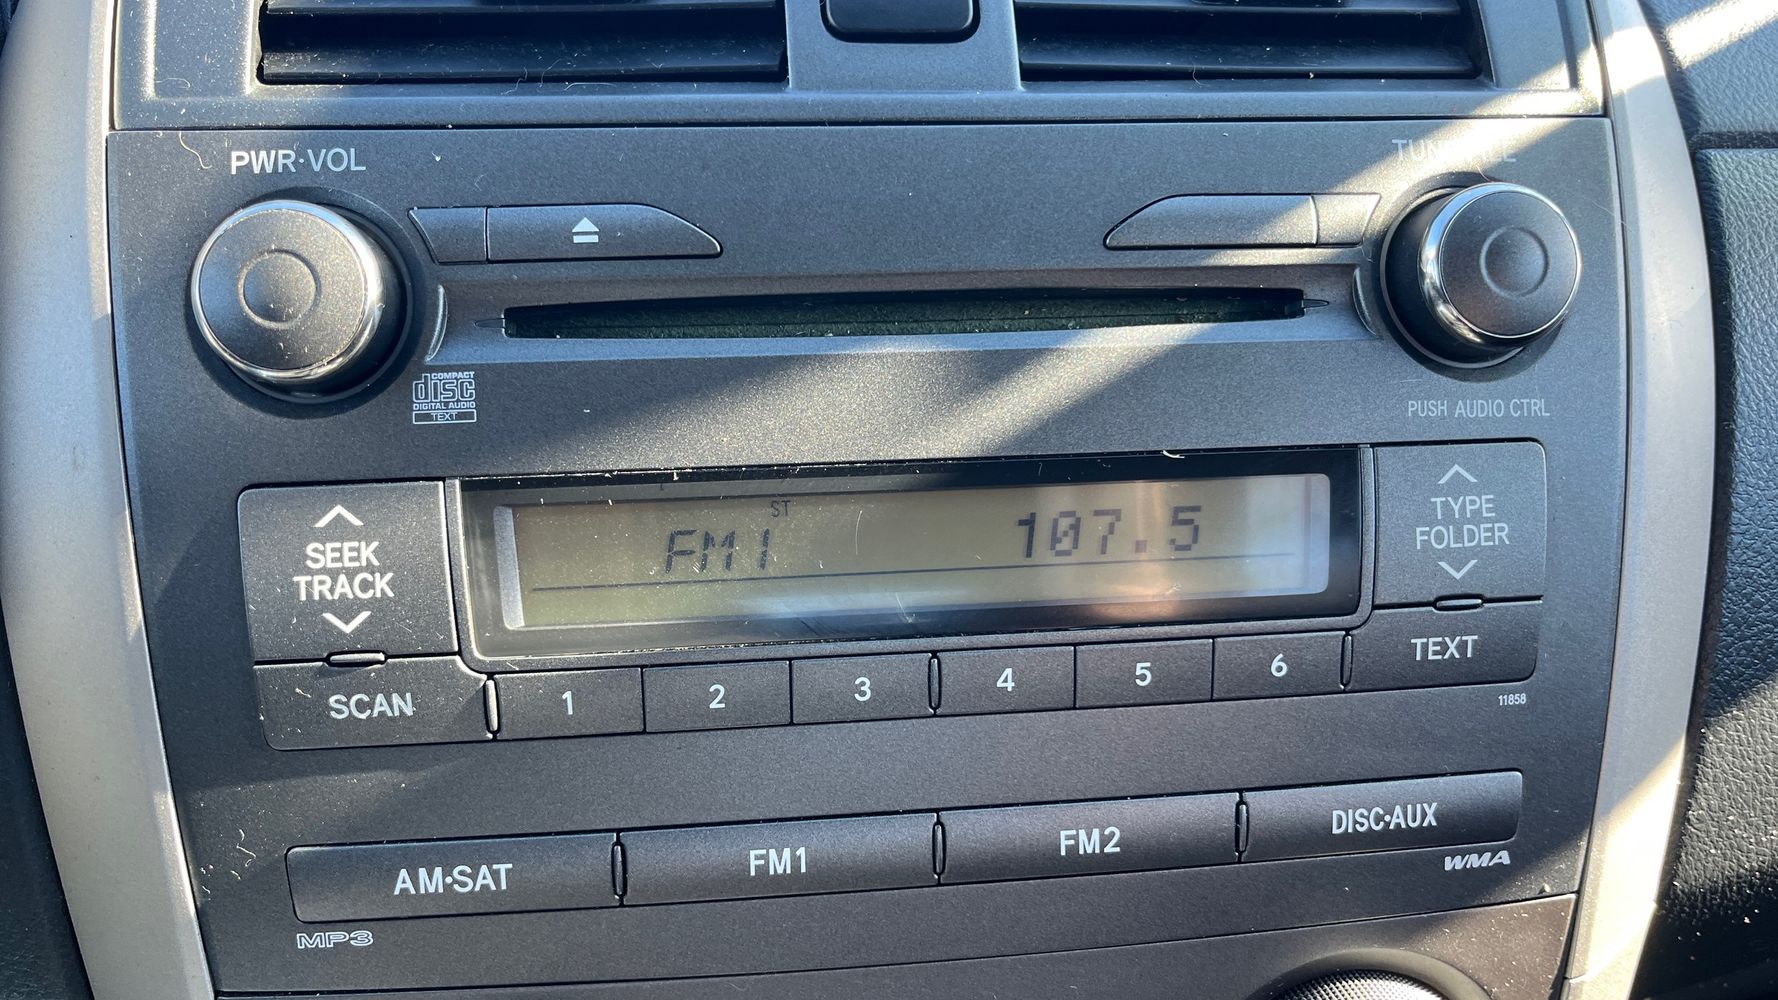 PWR·VOL
COMPACT
disc
DIGITAL AUDIO
TEXT
PUSH AUDIO CTRL
SEEK
TRACK
ST
FM1 107.5
TYPE
FOLDER
SCAN
1 2 3 4 5 6
TEXT
11858
AM·SAT FM1 FM2 DISC·AUX
MP3
WMA